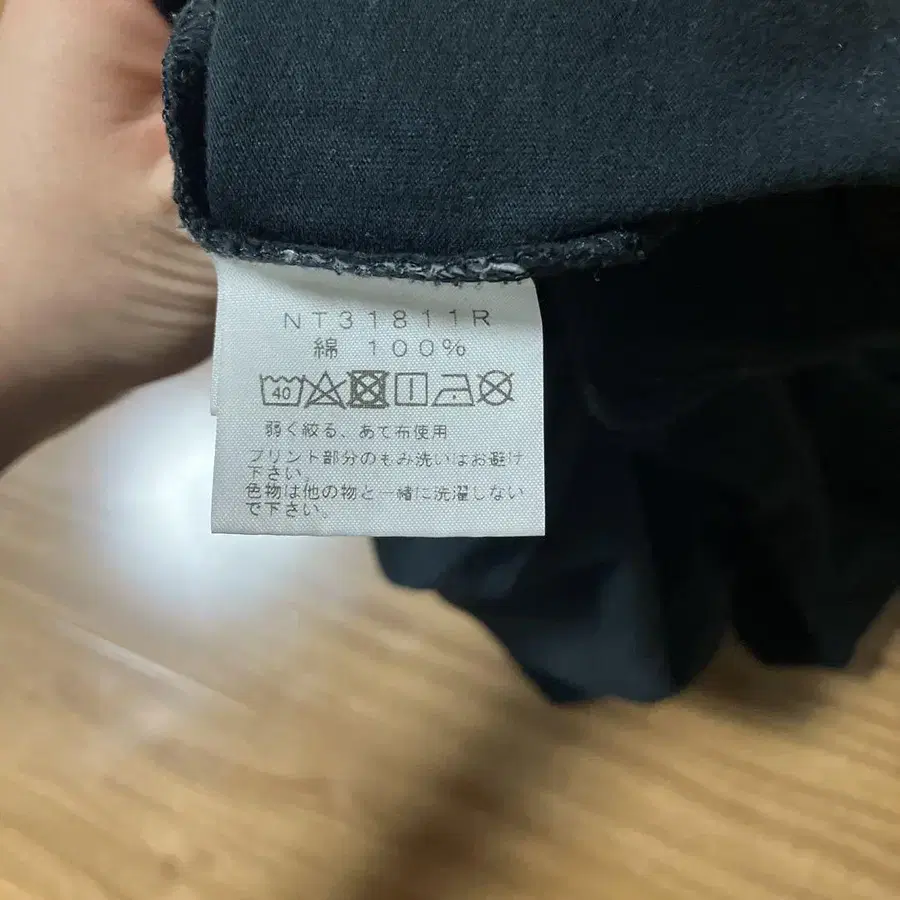 NT31811R
綿 100%
40
弱く絞る、あて布使用
プリント部分のもみ洗いはお避け
下さい
色物は他の物と一緒に洗濯しない
で下さい。